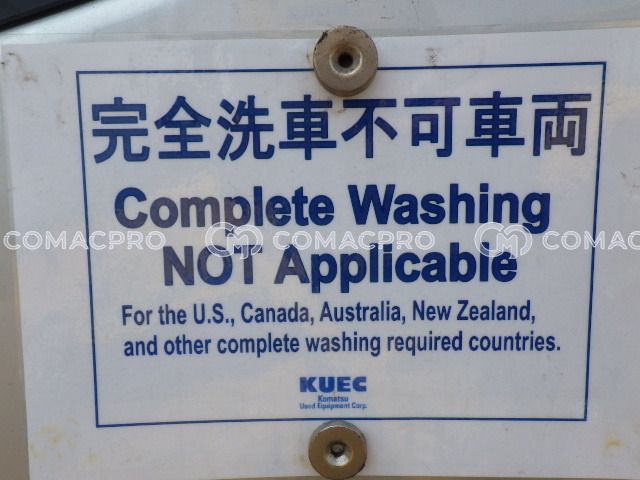 完全洗車不可車両
Complete Washing
COMACPRO COMACPRO COMACPRO
NOT Applicable
For the U.S., Canada, Australia, New Zealand,
and other complete washing required countries.
KUEC
Komatsu
Used Equipment Corp.